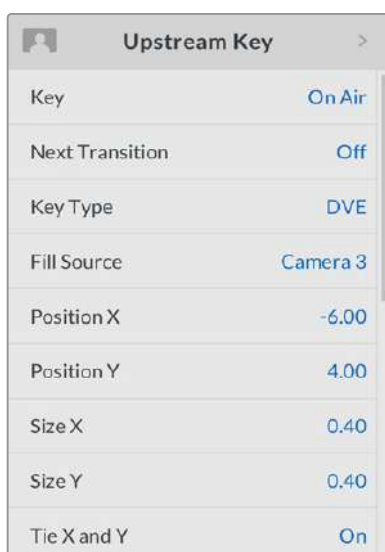 Upstream Key >
Key On Air
Next Transition Off
Key Type DVE
Fill Source Camera 3
Position X -6.00
Position Y 4.00
Size X 0.40
Size Y 0.40
Tie X and Y On